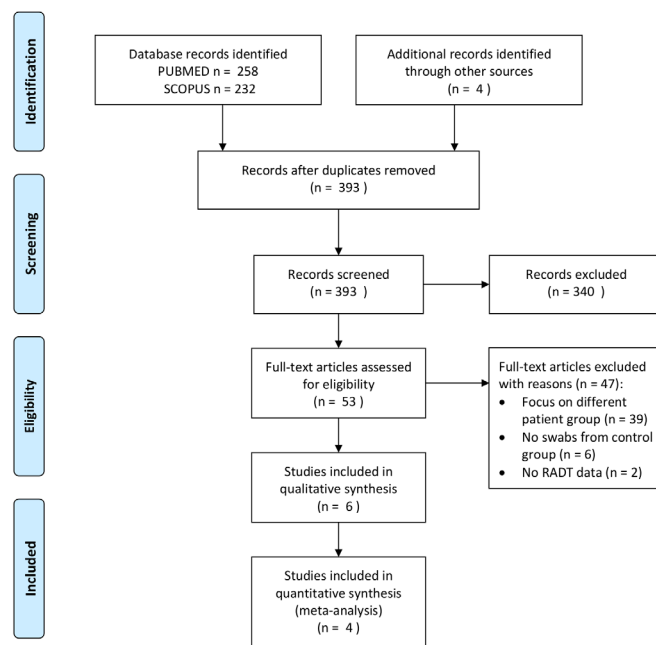 Identification
Database records identified
PUBMED n = 258
SCOPUS n = 232
Additional records identified
through other sources
(n = 4 )
Records after duplicates removed
(n = 393 )
Screening
Records screened
(n = 393 )
Records excluded
(n = 340 )
Eligibility
Full-text articles assessed
for eligibility
(n = 53 )
Full-text articles excluded
with reasons (n = 47):
• Focus on different
patient group (n = 39)
• No swabs from control
group (n = 6)
• No RADT data (n = 2)
Studies included in
qualitative synthesis
(n = 6 )
Included
Studies included in
quantitative synthesis
(meta-analysis)
(n = 4 )